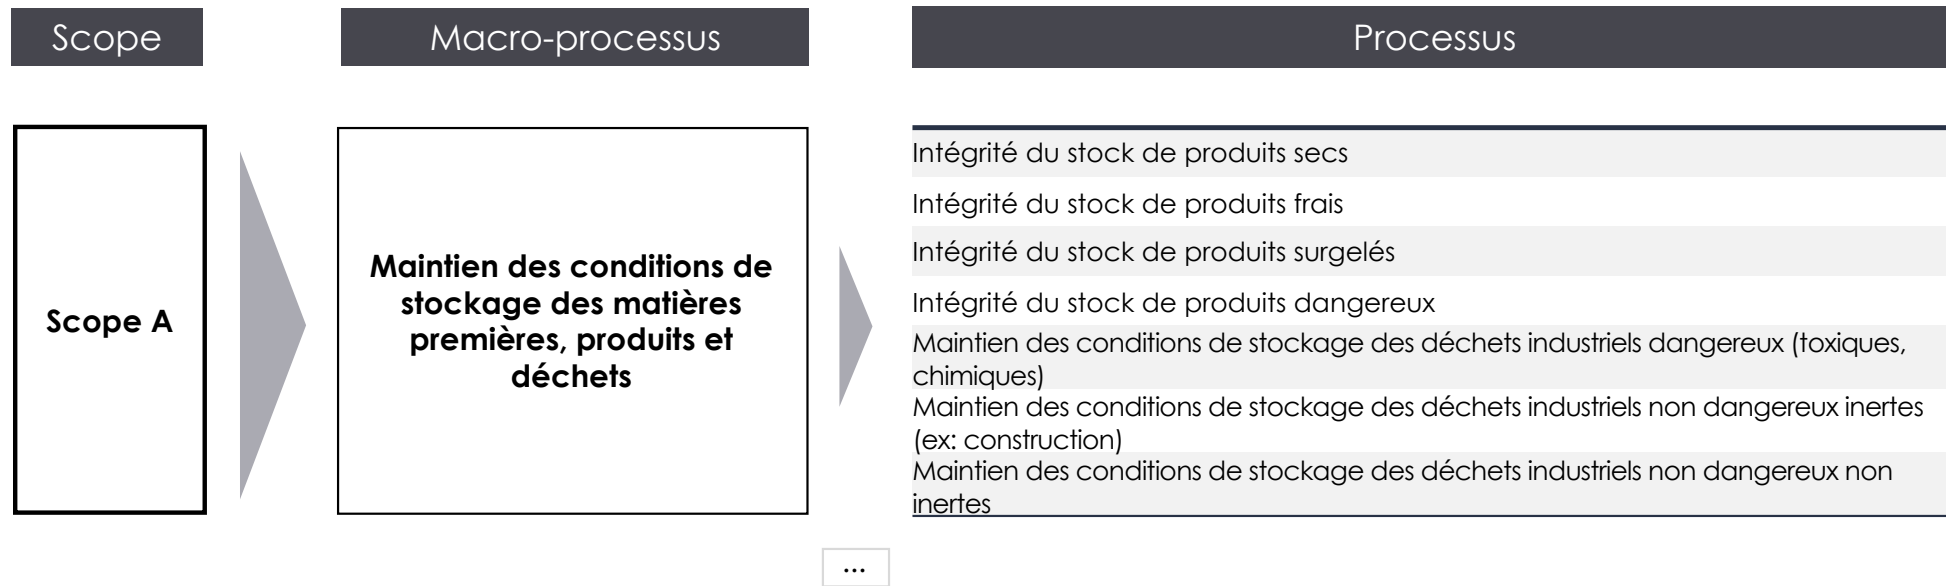 Scope
Macro-processus
Processus
Scope A
Maintien des conditions de
stockage des matières
premières, produits et
déchets
Intégrité du stock de produits secs
Intégrité du stock de produits frais
Intégrité du stock de produits surgelés
Intégrité du stock de produits dangereux
Maintien des conditions de stockage des déchets industriels dangereux (toxiques,
chimiques)
Maintien des conditions de stockage des déchets industriels non dangereux inertes
(ex: construction)
Maintien des conditions de stockage des déchets industriels non dangereux non
inertes
...